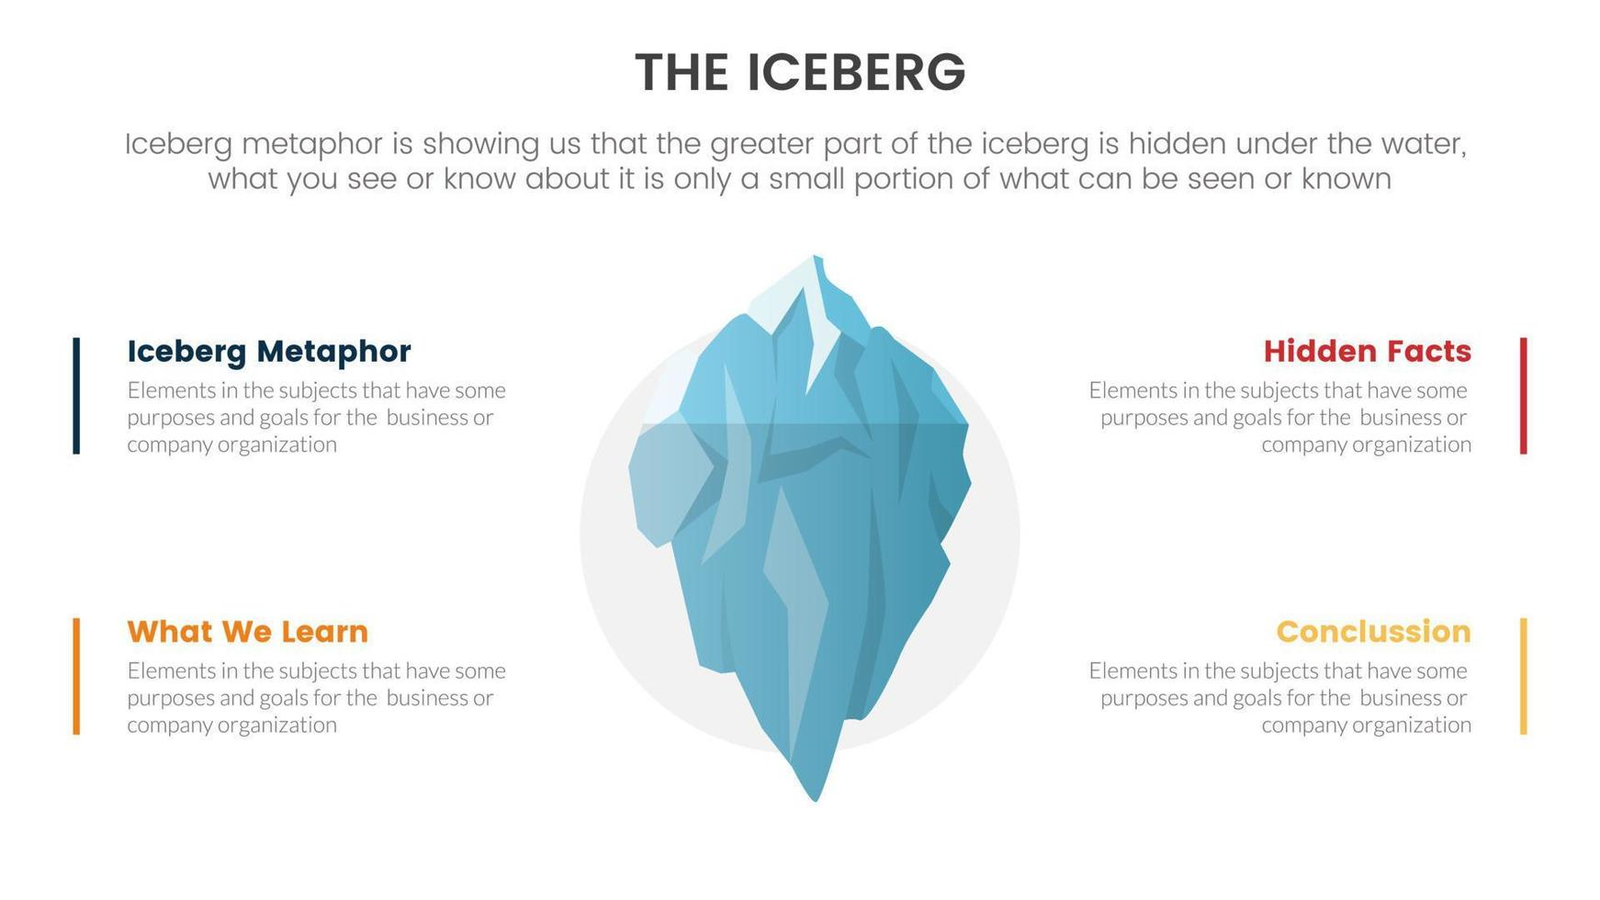 THE ICEBERG
Iceberg metaphor is showing us that the greater part of the iceberg is hidden under the water,
what you see or know about it is only a small portion of what can be seen or known
Iceberg Metaphor
Elements in the subjects that have some
purposes and goals for the business or
company organization
Hidden Facts
Elements in the subjects that have some
purposes and goals for the business or
company organization
What We Learn
Elements in the subjects that have some
purposes and goals for the business or
company organization
Conclussion
Elements in the subjects that have some
purposes and goals for the business or
company organization